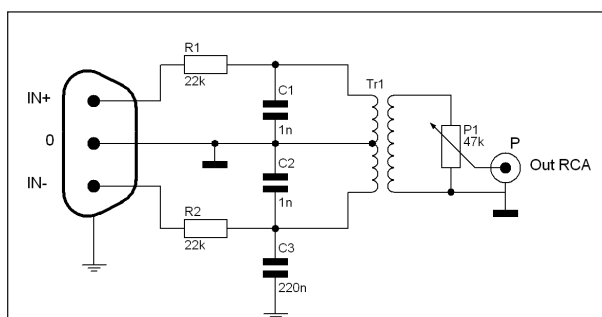 R1
22k
IN+
C1
1n
Tr1
0
C2
1n
P1
47k
P
Out RCA
IN-
R2
22k
C3
220n